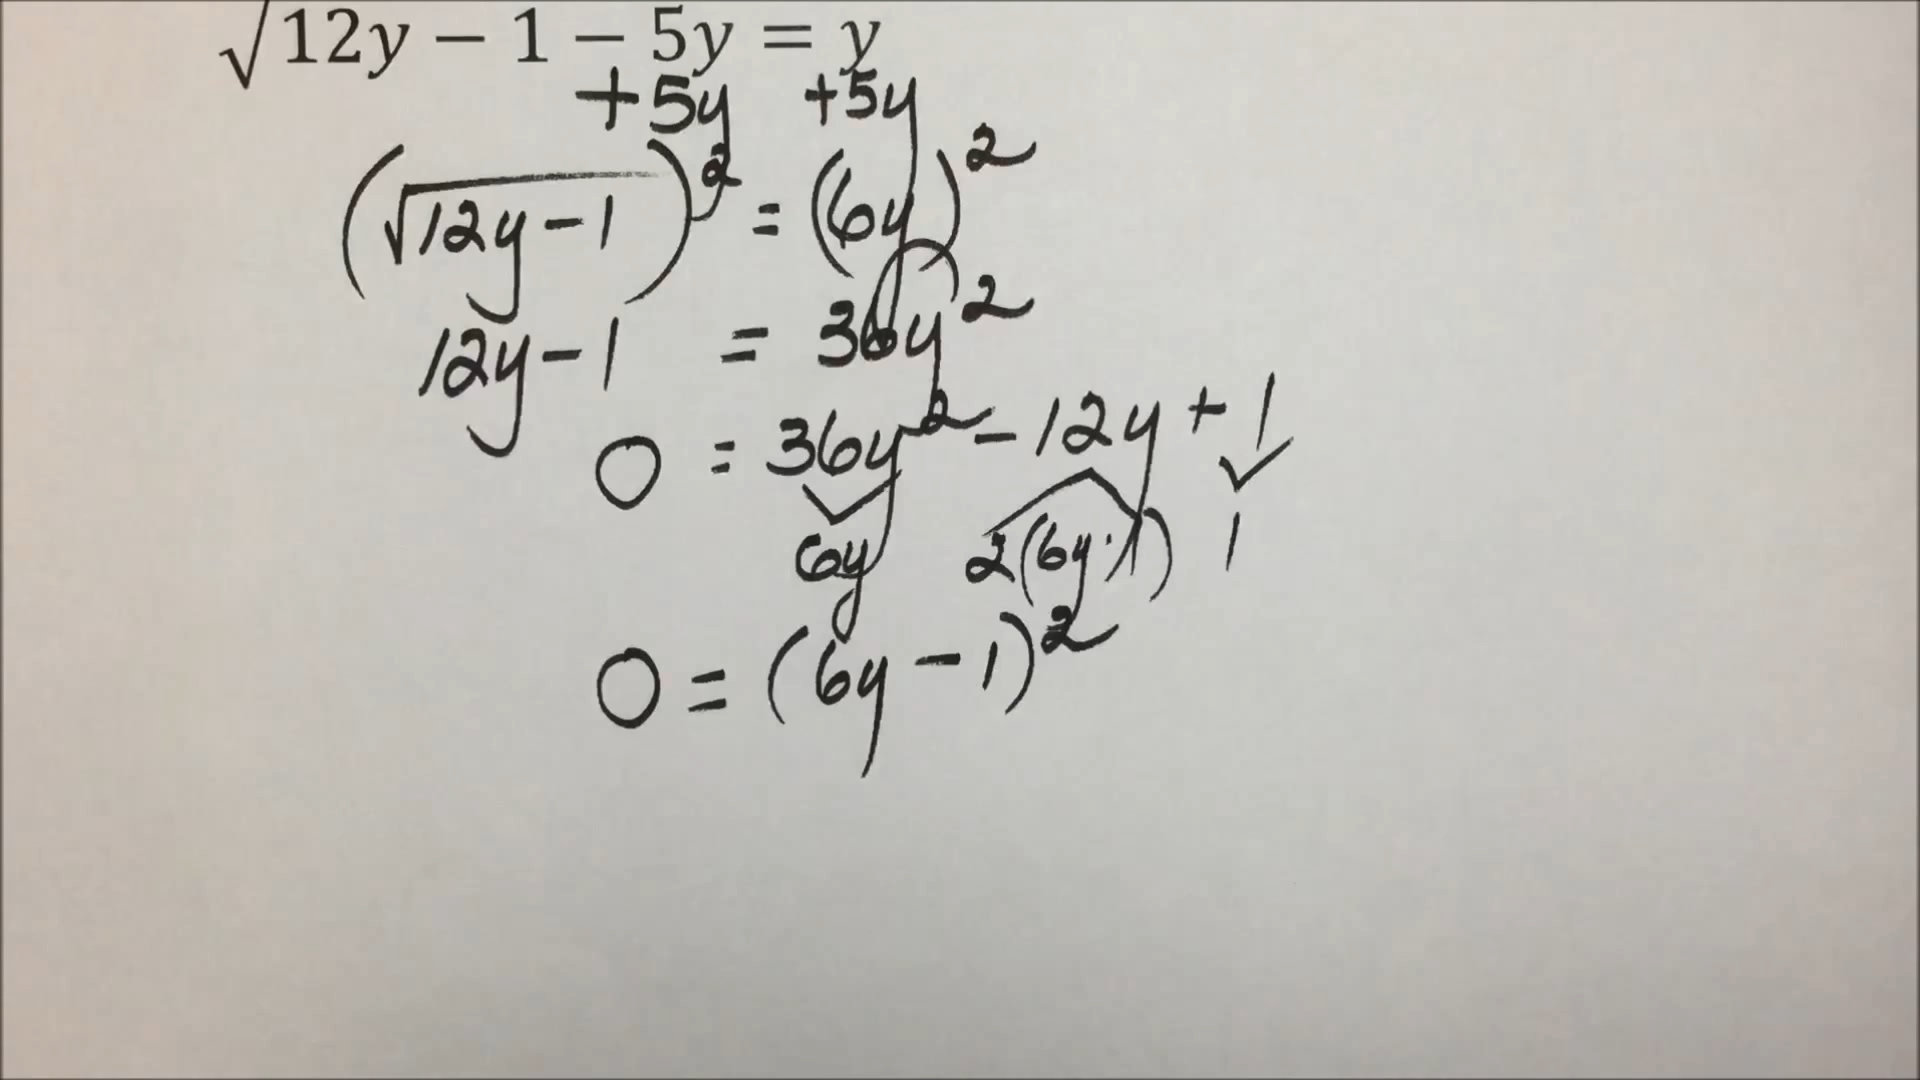 √12y − 1 − 5y = y
+5y +5y
(√12y − 1)² = (6y)²
12y − 1 = 36y²
0 = 36y² − 12y + 1
6y 2(6y · 1) 1
0 = (6y − 1)²